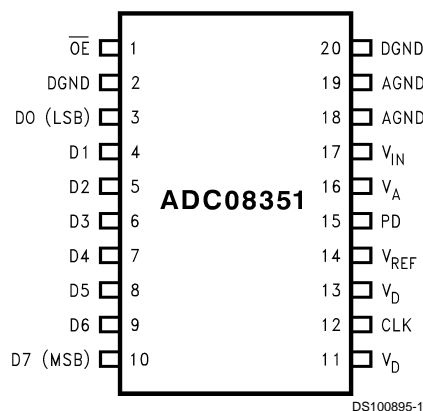 O̅E̅ 1 20 DGND
DGND 2 19 AGND
D0 (LSB) 3 18 AGND
D1 4 17 VIN
D2 5 16 VA
ADC08351
D3 6 15 PD
D4 7 14 VREF
D5 8 13 VD
D6 9 12 CLK
D7 (MSB) 10 11 VD
DS100895-1